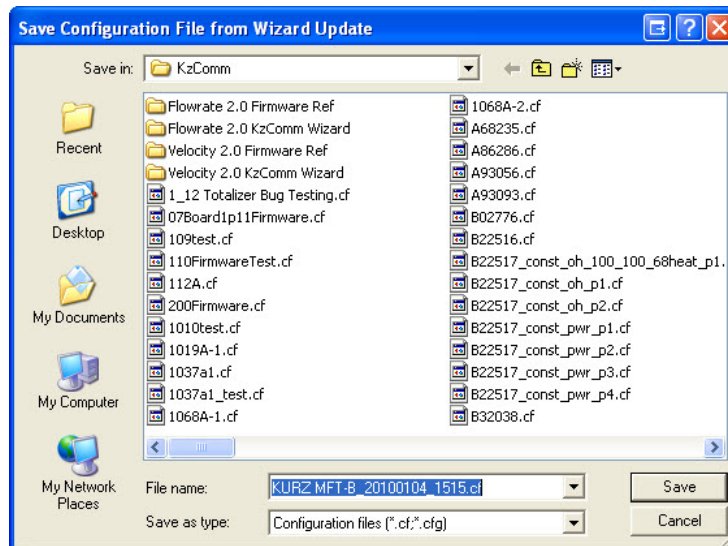 Save Configuration File from Wizard Update
Save in:
KzComm
Recent
Desktop
My Documents
My Computer
My Network
Places
Flowrate 2.0 Firmware Ref
Flowrate 2.0 KzComm Wizard
Velocity 2.0 Firmware Ref
Velocity 2.0 KzComm Wizard
1_12 Totalizer Bug Testing.cf
07Board1p11Firmware.cf
109test.cf
110FirmwareTest.cf
112A.cf
200Firmware.cf
1010test.cf
1019A-1.cf
1037a1.cf
1037a1_test.cf
1068A-1.cf
1068A-2.cf
A68235.cf
A86286.cf
A93056.cf
A93093.cf
B02776.cf
B22516.cf
B22517_const_oh_100_100_68heat_p1.
B22517_const_oh_p1.cf
B22517_const_oh_p2.cf
B22517_const_pwr_p1.cf
B22517_const_pwr_p2.cf
B22517_const_pwr_p3.cf
B22517_const_pwr_p4.cf
B32038.cf
File name:
KURZ MFT-B_20100104_1515.cf
Save
Save as type:
Configuration files (*.cf;*.cfg)
Cancel